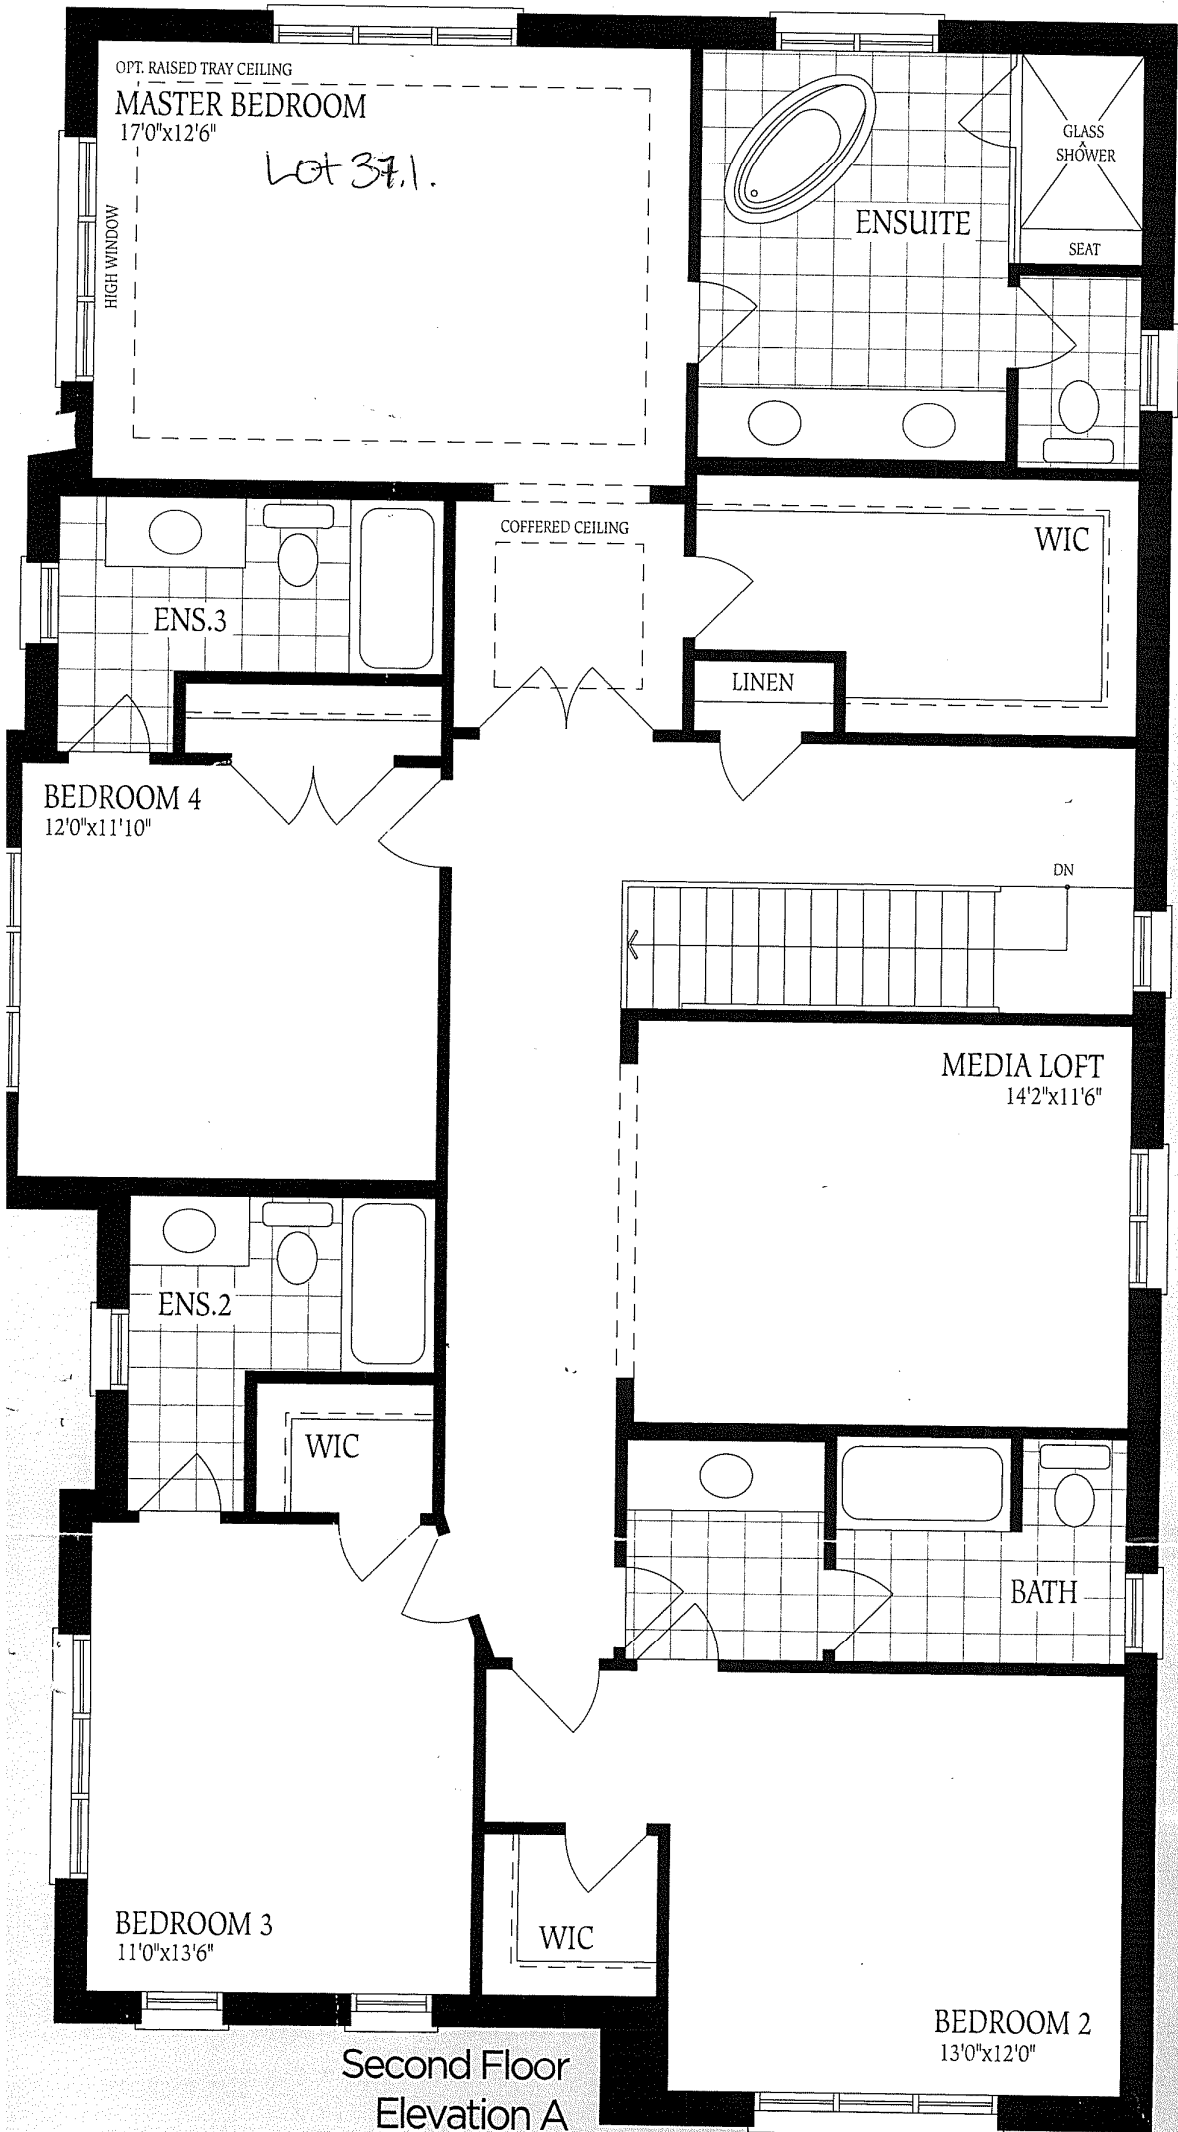 OPT. RAISED TRAY CEILING
MASTER BEDROOM
17'0"x12'6"
Lot 37.1.
HIGH WINDOW
ENSUITE
GLASS
SHOWER
SEAT
COFFERED CEILING
WIC
ENS.3
LINEN
BEDROOM 4
12'0"x11'10"
DN
MEDIA LOFT
14'2"x11'6"
ENS.2
WIC
BATH
BEDROOM 3
11'0"x13'6"
WIC
BEDROOM 2
13'0"x12'0"
Second Floor
Elevation A